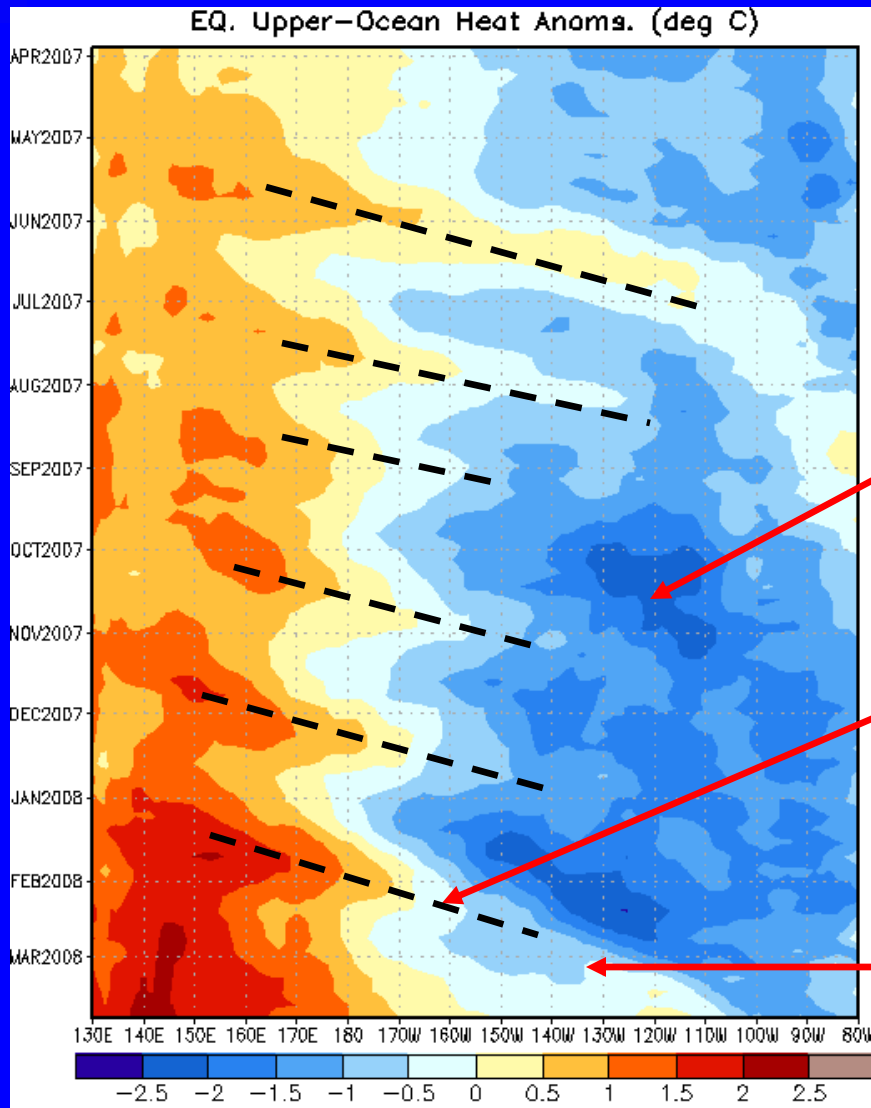 EQ. Upper-Ocean Heat Anoms. (deg C)
APR2007
MAY2007
JUN2007
JUL2007
AUG2007
SEP2007
OCT2007
NOV2007
DEC2007
JAN2008
FEB2008
MAR2008
130E 140E 150E 160E 170E 180 170W 160W 150W 140W 130W 120W 110W 100W 90W 80W
-2.5 -2 -1.5 -1 -0.5 0 0.5 1 1.5 2 2.5